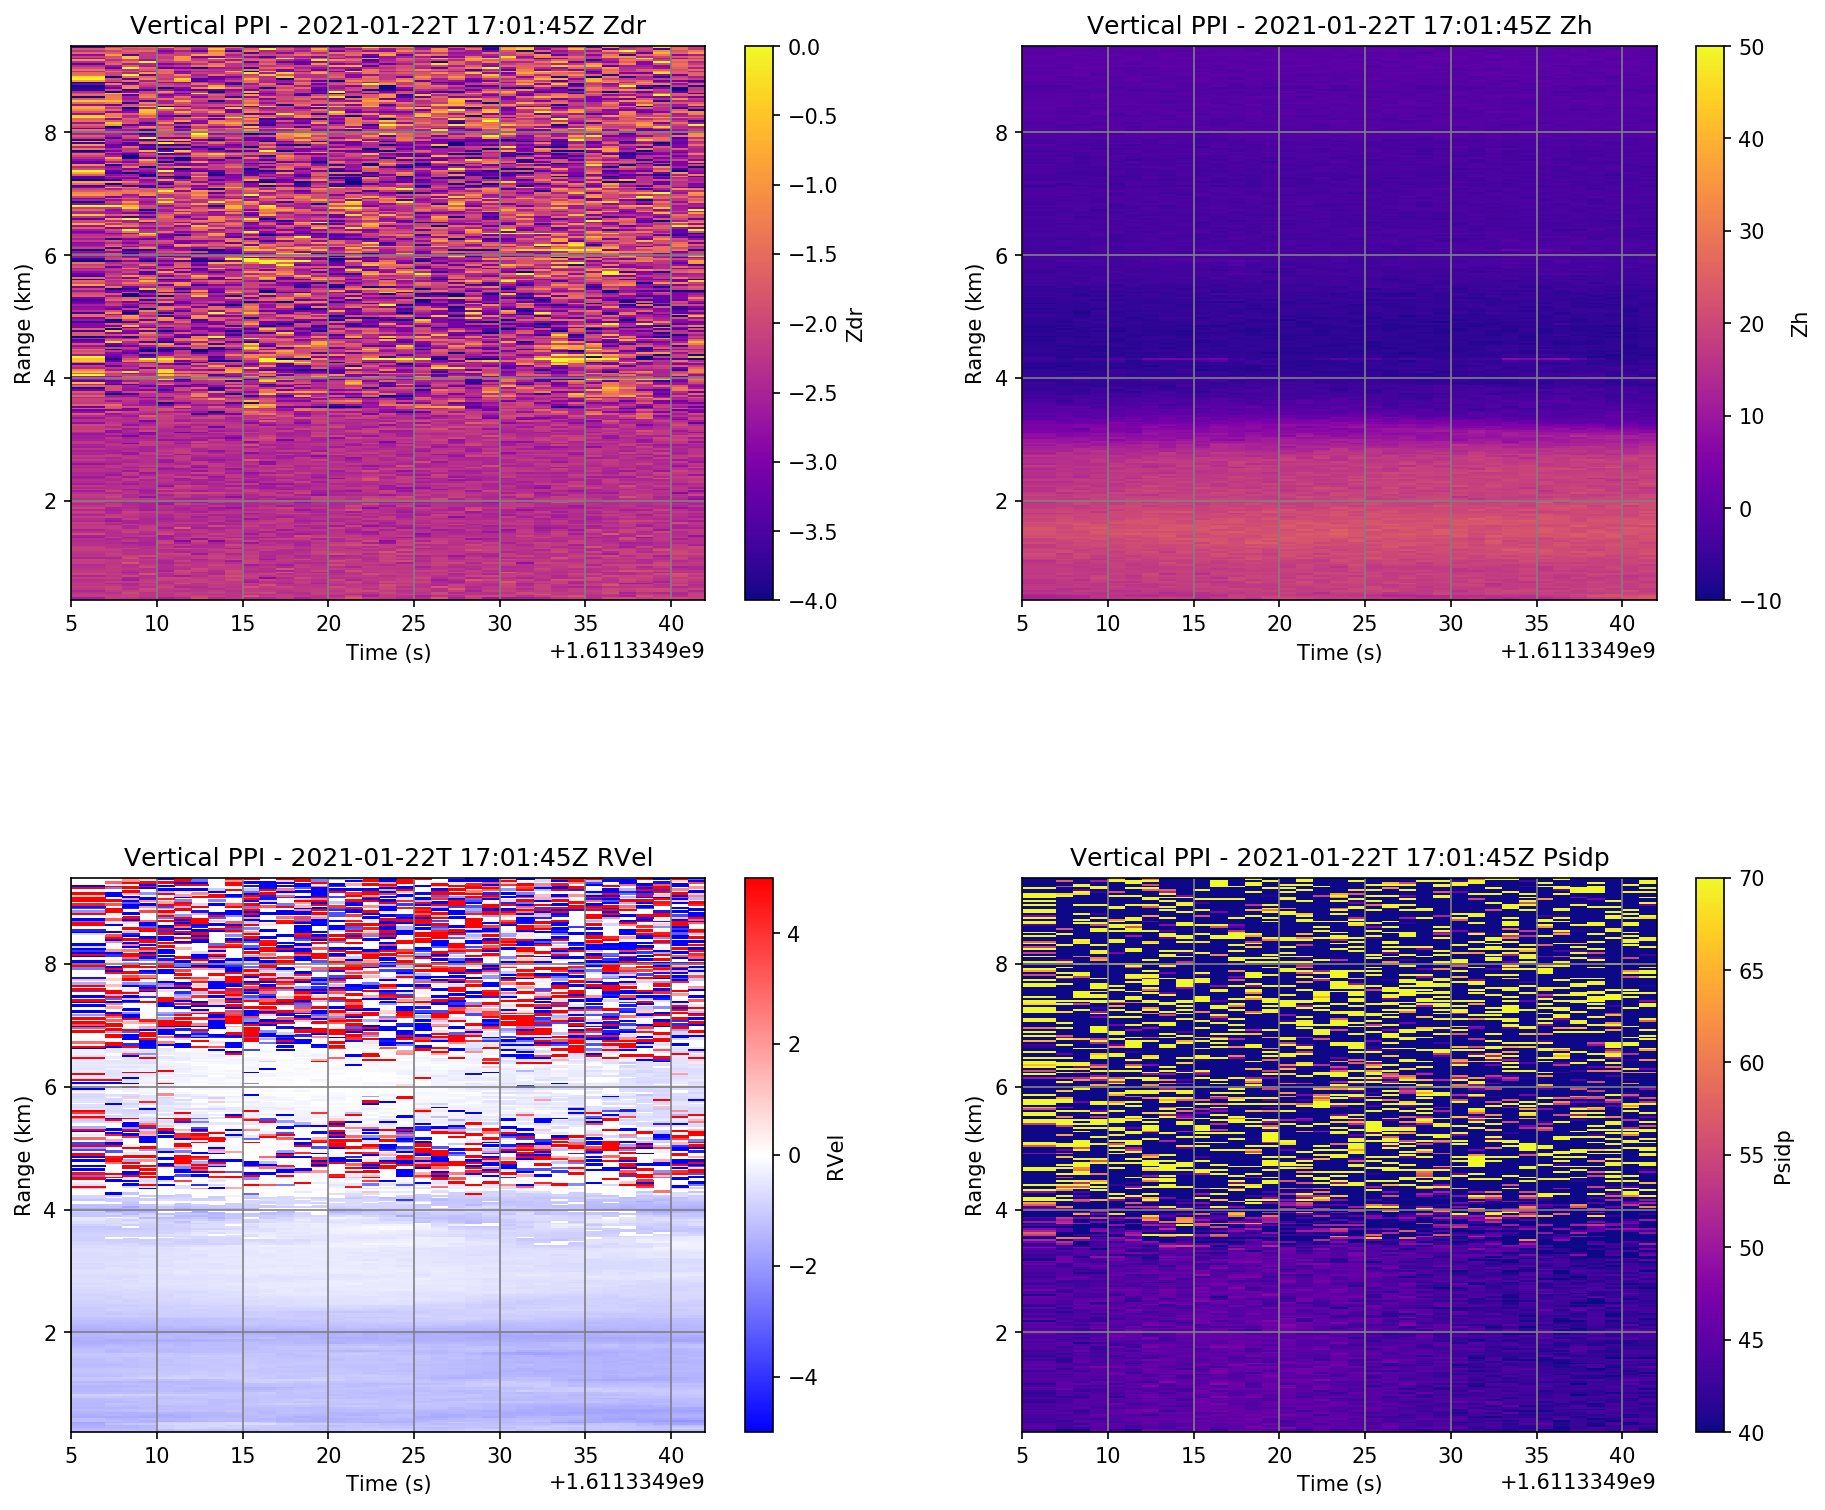 Vertical PPI - 2021-01-22T 17:01:45Z Zdr
Range (km)
8
6
4
2
5 10 15 20 25 30 35 40
Time (s)
+1.6113349e9
0.0
−0.5
−1.0
−1.5
−2.0
−2.5
−3.0
−3.5
−4.0
Zdr
Vertical PPI - 2021-01-22T 17:01:45Z Zh
Range (km)
8
6
4
2
5 10 15 20 25 30 35 40
Time (s)
+1.6113349e9
50
40
30
20
10
0
−10
Zh
Vertical PPI - 2021-01-22T 17:01:45Z RVel
Range (km)
8
6
4
2
5 10 15 20 25 30 35 40
Time (s)
+1.6113349e9
4
2
0
−2
−4
RVel
Vertical PPI - 2021-01-22T 17:01:45Z Psidp
Range (km)
8
6
4
2
5 10 15 20 25 30 35 40
Time (s)
+1.6113349e9
70
65
60
55
50
45
40
Psidp